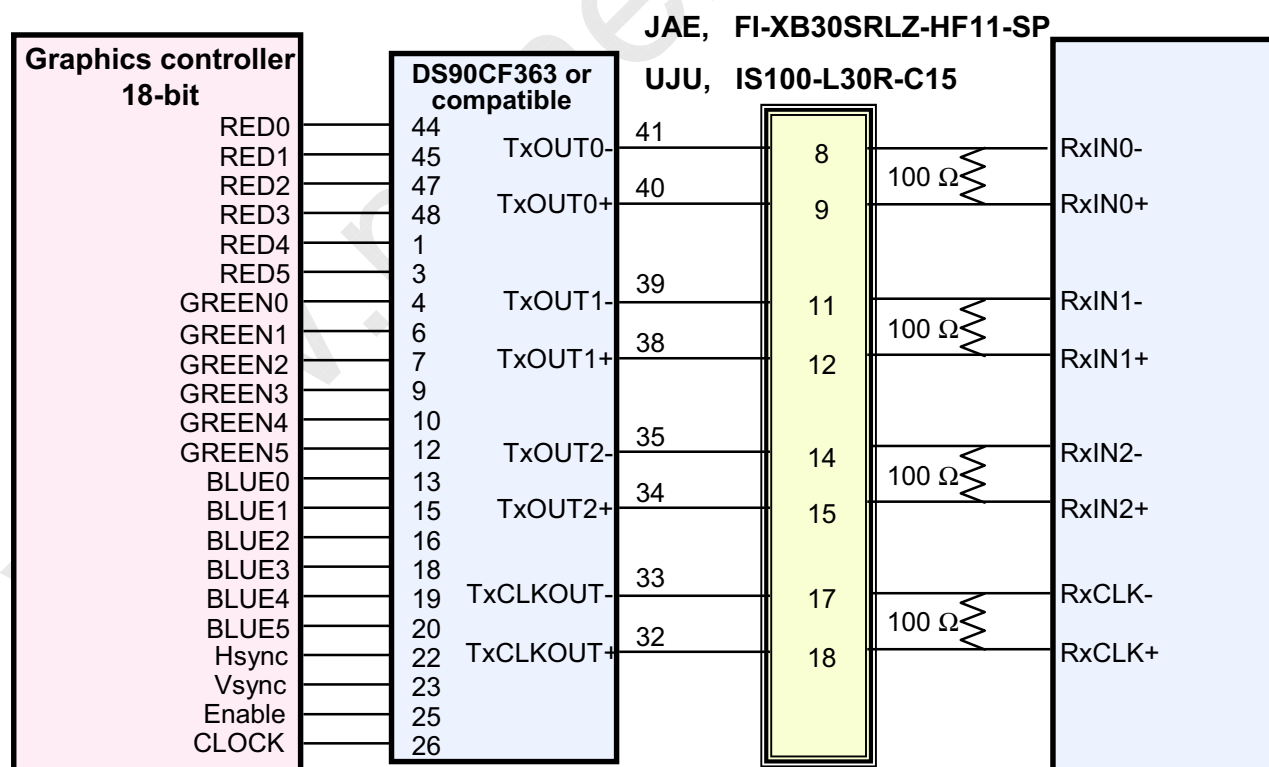 JAE, FI-XB30SRLZ-HF11-SP
UJU, IS100-L30R-C15
Graphics controller
18-bit
RED0
RED1
RED2
RED3
RED4
RED5
GREEN0
GREEN1
GREEN2
GREEN3
GREEN4
GREEN5
BLUE0
BLUE1
BLUE2
BLUE3
BLUE4
BLUE5
Hsync
Vsync
Enable
CLOCK
DS90CF363 or
compatible
44
45
47
48
1
3
4
6
7
9
10
12
13
15
16
18
19
20
22
23
25
26
TxOUT0-
TxOUT0+
TxOUT1-
TxOUT1+
TxOUT2-
TxOUT2+
TxCLKOUT-
TxCLKOUT+
41
40
39
38
35
34
33
32
8
9
11
12
14
15
17
18
100 Ω
100 Ω
100 Ω
100 Ω
RxIN0-
RxIN0+
RxIN1-
RxIN1+
RxIN2-
RxIN2+
RxCLK-
RxCLK+